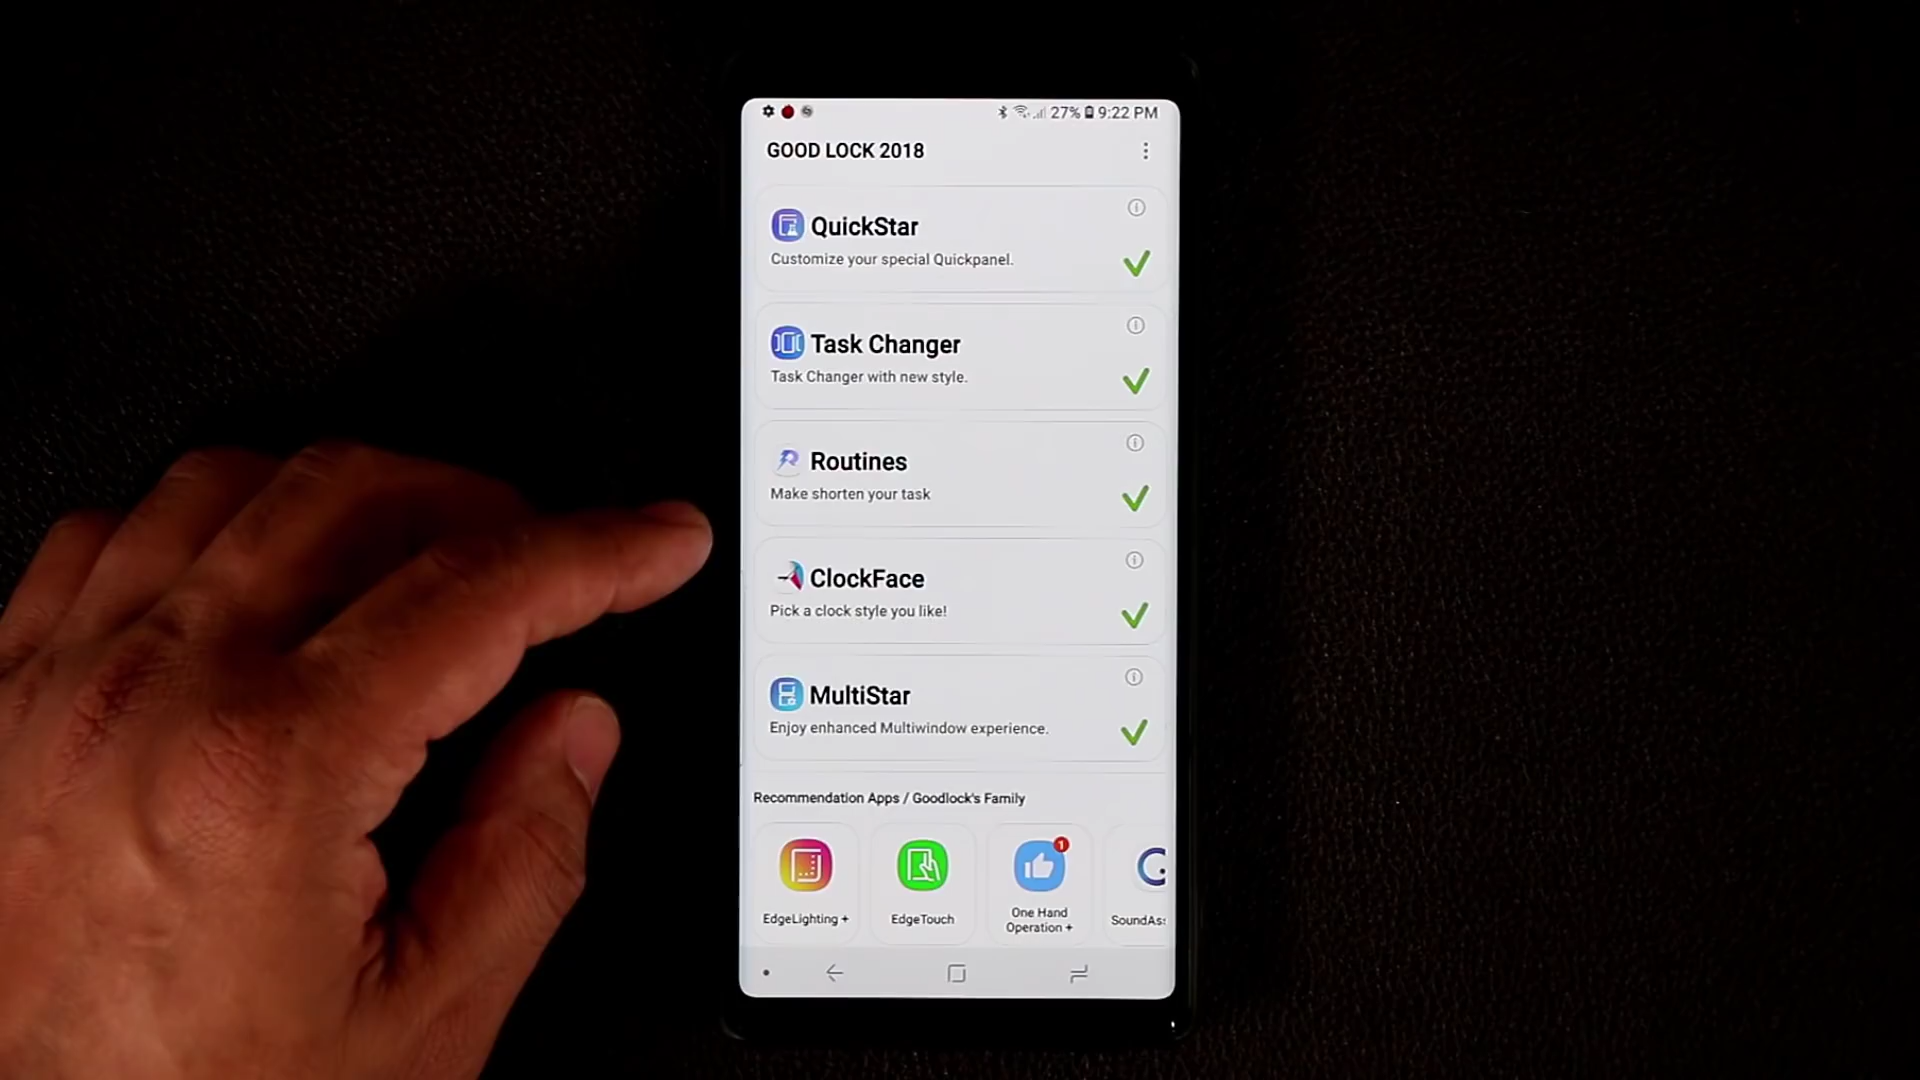 27% 9:22 PM
GOOD LOCK 2018
QuickStar
Customize your special Quickpanel.
Task Changer
Task Changer with new style.
Routines
Make shorten your task
ClockFace
Pick a clock style you like!
MultiStar
Enjoy enhanced Multiwindow experience.
Recommendation Apps / Goodlock's Family
1
EdgeLighting +
EdgeTouch
One Hand
Operation +
SoundAs